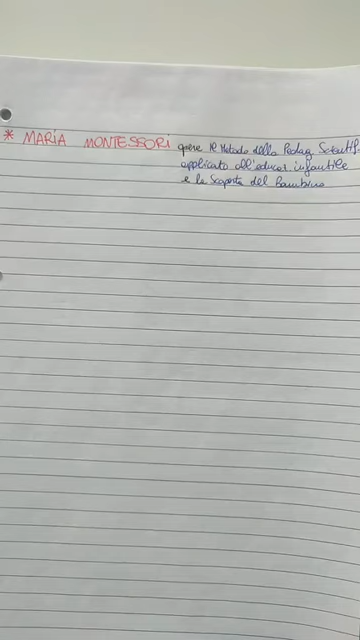 * MARIA MONTESSORI opere Il Metodo della Pedag. Scientif.
applicato all'educaz. infantile
e la Scoperta del Bambino